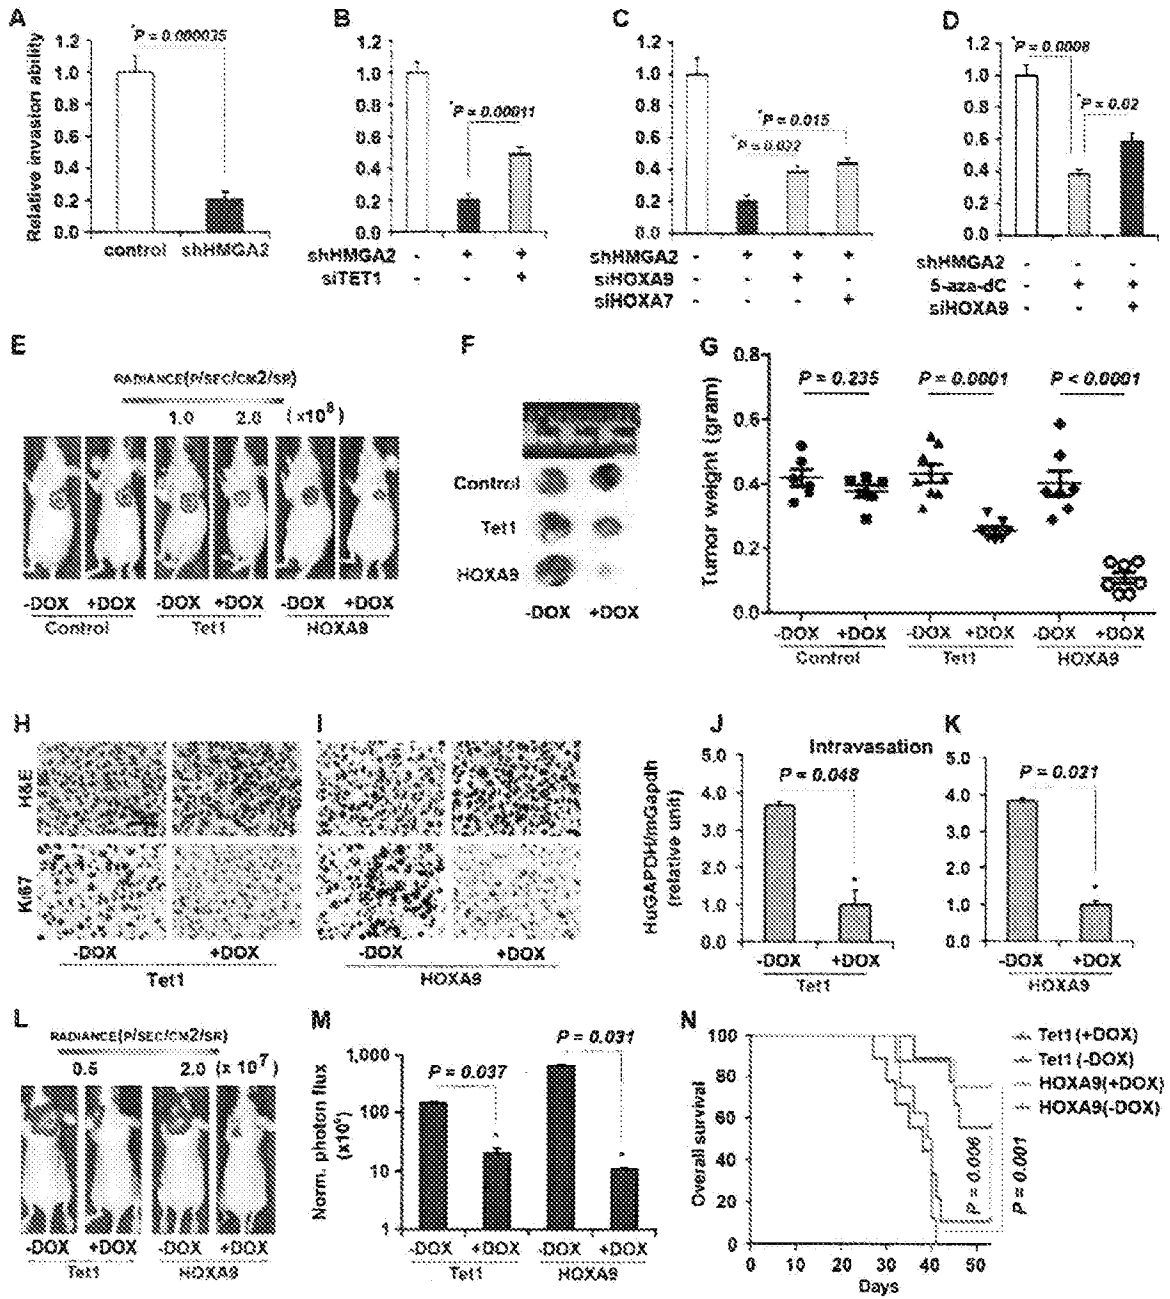 A
Relative invasion ability
1.2
1.0
0.8
0.6
0.4
0.2
0.0
*P = 0.000035
control shHMGA2
B
1.2
1.0
0.8
0.6
0.4
0.2
0.0
*P = 0.00011
shHMGA2 - + +
siTET1 - - +
C
1.2
1.0
0.8
0.6
0.4
0.2
0.0
*P = 0.015
*P = 0.022
shHMGA2 - + + +
siHOXA9 - - + -
siHOXA7 - - - +
D
1.2
1.0
0.8
0.6
0.4
0.2
0.0
*P = 0.0008
*P = 0.02
shHMGA2 - - -
5-aza-dC - + +
siHOXA9 - - +
E
RADIANCE(P/SEC/CM2/SR)
1.0 2.0 (x10⁸)
-DOX +DOX -DOX +DOX -DOX +DOX
Control Tet1 HOXA9
F
Control
Tet1
HOXA9
-DOX +DOX
G
Tumor weight (gram)
0.8
0.6
0.4
0.2
0.0
P = 0.235 P = 0.0001 P < 0.0001
-DOX +DOX -DOX +DOX -DOX +DOX
Control Tet1 HOXA9
H
I
H&E
Ki67
-DOX +DOX -DOX +DOX
Tet1 HOXA9
J
K
Intravasation
HuGAPDH/mGapdh
(relative unit)
5.0
4.0
3.0
2.0
1.0
0.0
P = 0.048
*
-DOX +DOX
Tet1
5.0
4.0
3.0
2.0
1.0
0.0
P = 0.021
*
-DOX +DOX
HOXA9
L
RADIANCE(P/SEC/CM2/SR)
0.5 2.0 (x 10⁷)
-DOX +DOX -DOX +DOX
Tet1 HOXA9
M
Norm. photon flux
1,000
100
10
1
P = 0.037
P = 0.031
*
*
-DOX +DOX -DOX +DOX
Tet1 HOXA9
N
Overall survival
100
80
60
40
20
0
0 10 20 30 40 50
Days
P = 0.006
P = 0.001
Tet1 (+DOX)
Tet1 (-DOX)
HOXA9(+DOX)
HOXA9(-DOX)